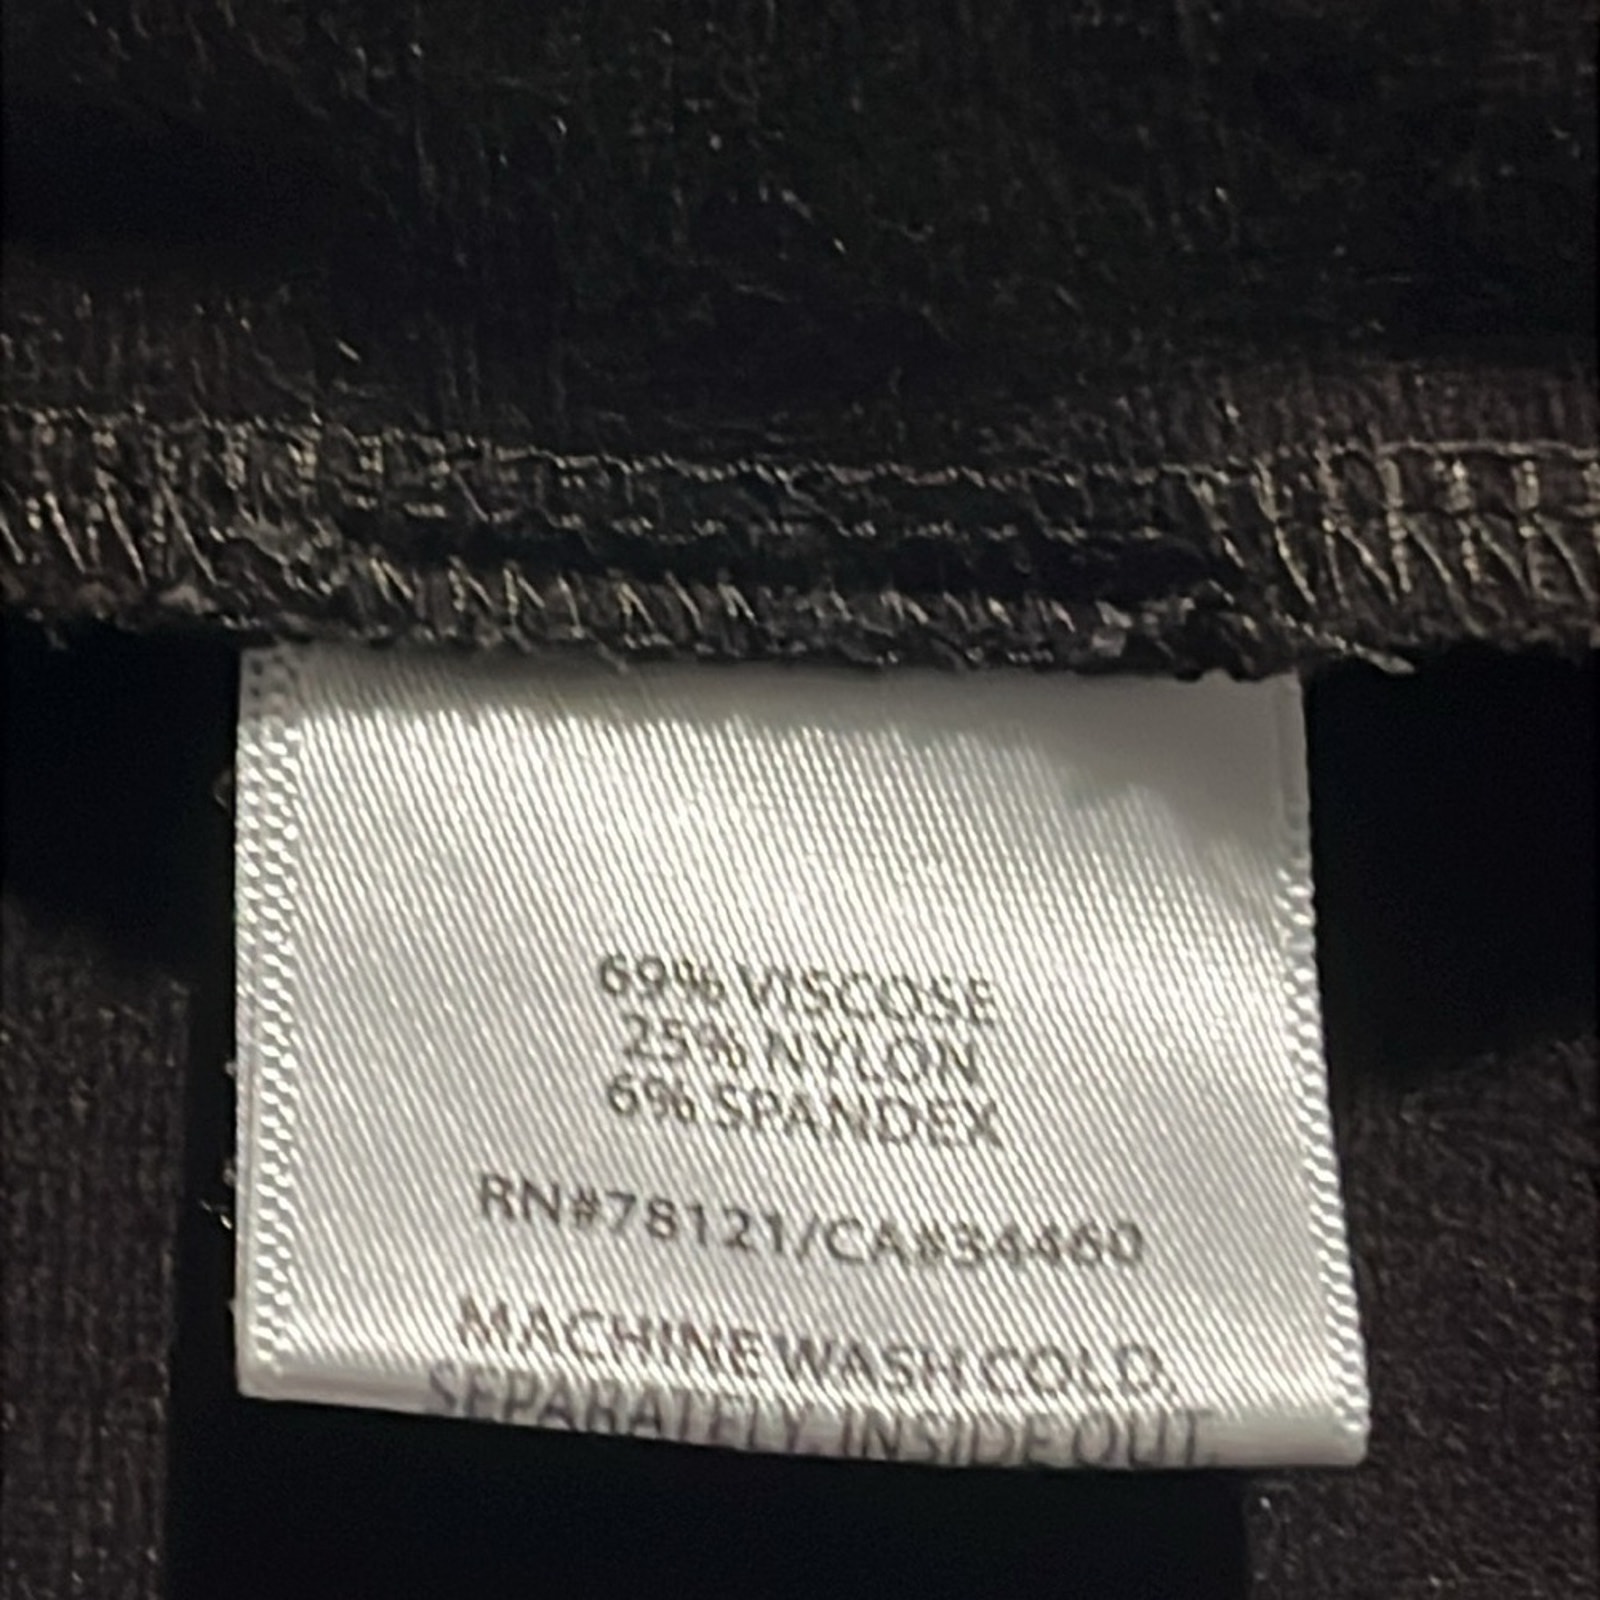 69% VISCOSE
25% NYLON
6% SPANDEX
RN#78121/CA#34460
MACHINE WASH COLD,
SEPARATELY INSIDE OUT.